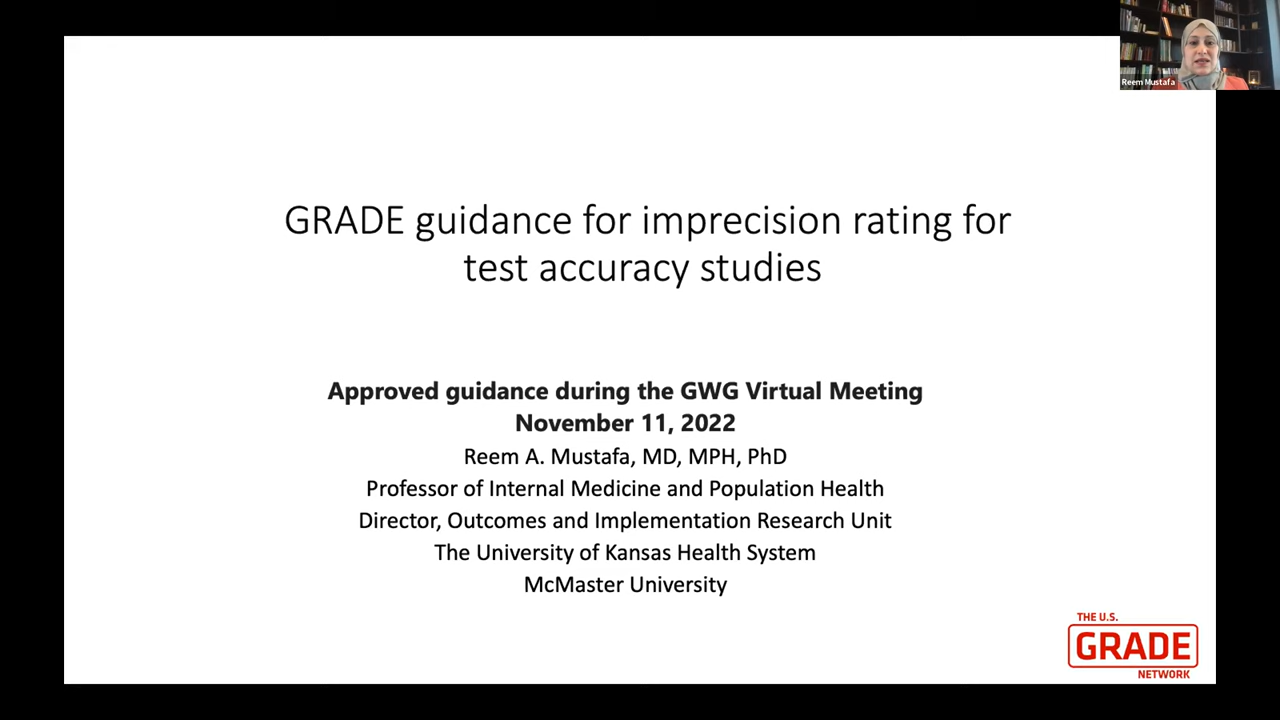 Reem Mustafa
GRADE guidance for imprecision rating for
test accuracy studies
Approved guidance during the GWG Virtual Meeting
November 11, 2022
Reem A. Mustafa, MD, MPH, PhD
Professor of Internal Medicine and Population Health
Director, Outcomes and Implementation Research Unit
The University of Kansas Health System
McMaster University
THE U.S.
GRADE
NETWORK